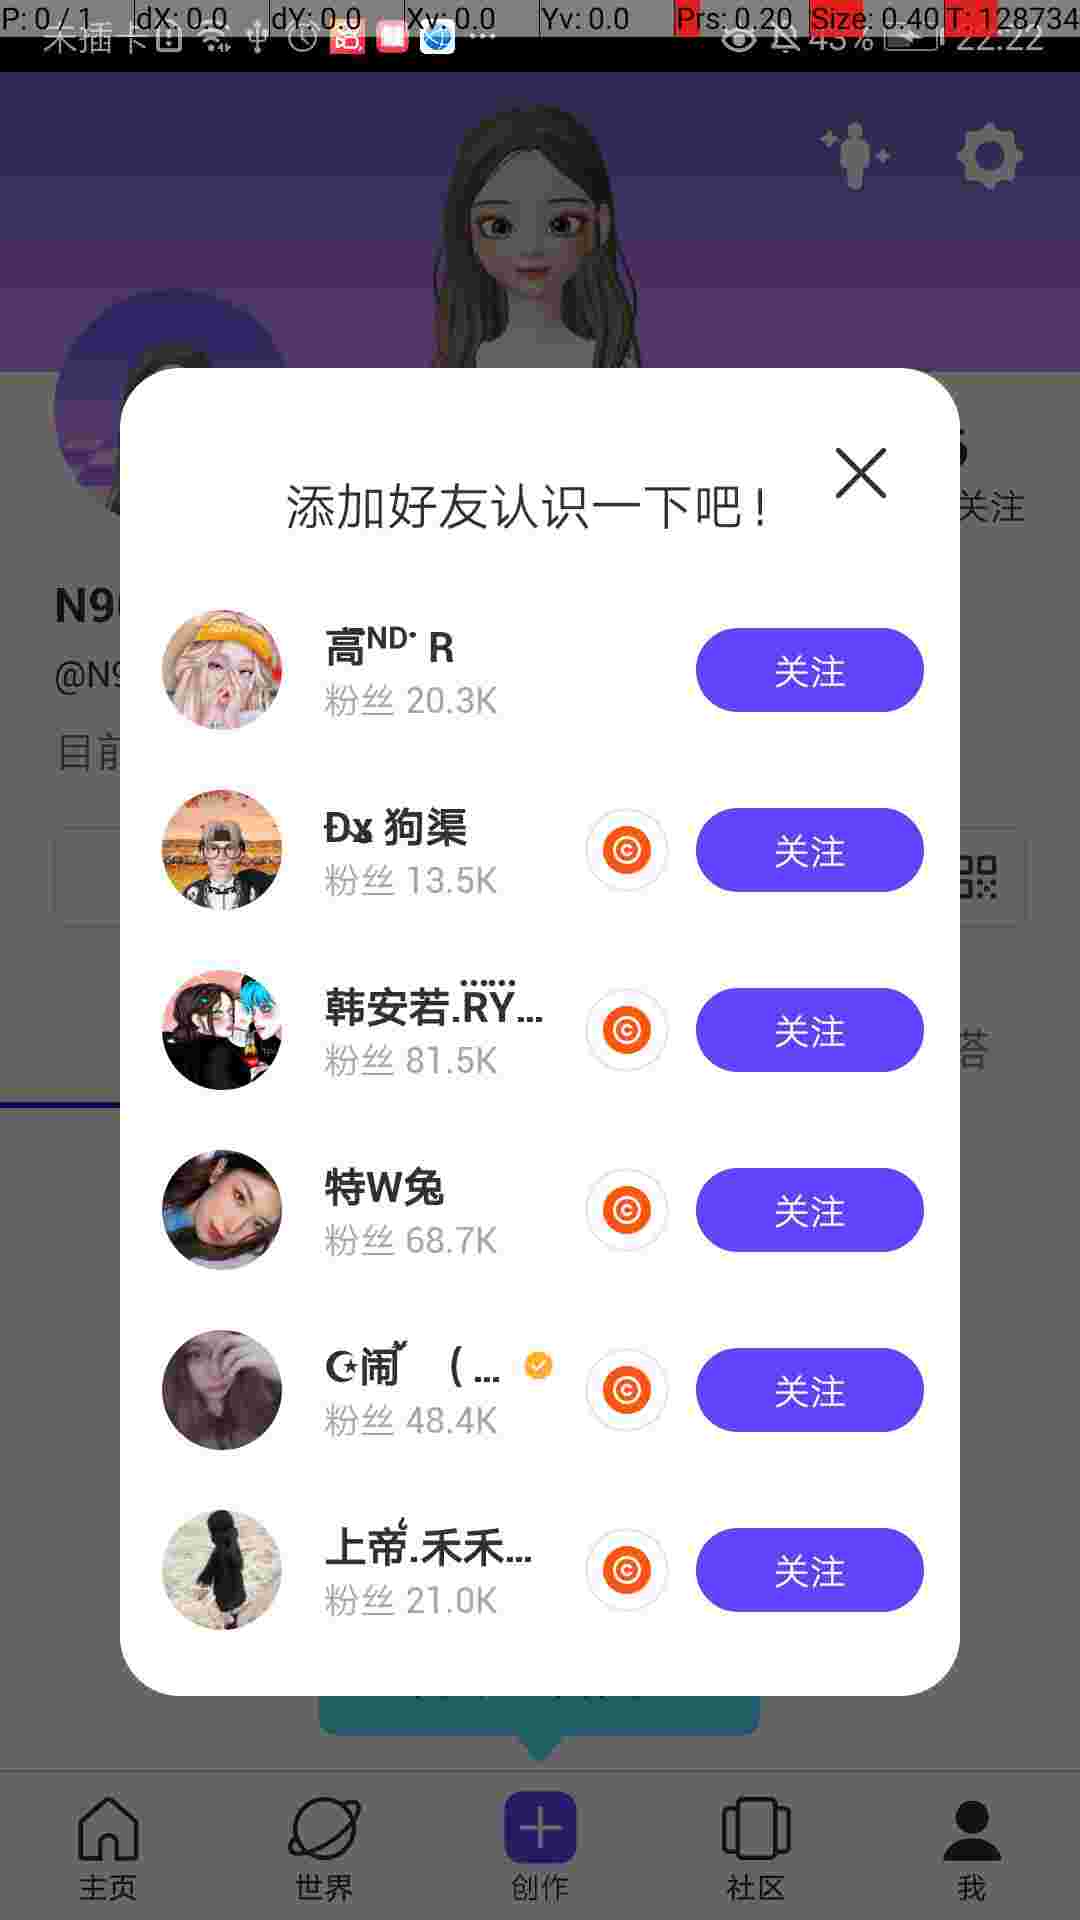 P: 0 / 1 dX: 0.0 dY: 0.0 Xv: 0.0 Yv: 0.0 Prs: 0.20 Size: 0.40 T: 128734
未插卡 43% 22:22
关注
添加好友认识一下吧!
N9
@N9
目前
高ᴺᴰ· R
粉丝 20.3K
关注
狗渠
粉丝 13.5K
关注
韩安若.RY...
粉丝 81.5K
关注
塔
特W兔
粉丝 68.7K
关注
☪闹 ( ...
粉丝 48.4K
关注
上帝.禾禾...
粉丝 21.0K
关注
主页 世界 创作 社区 我